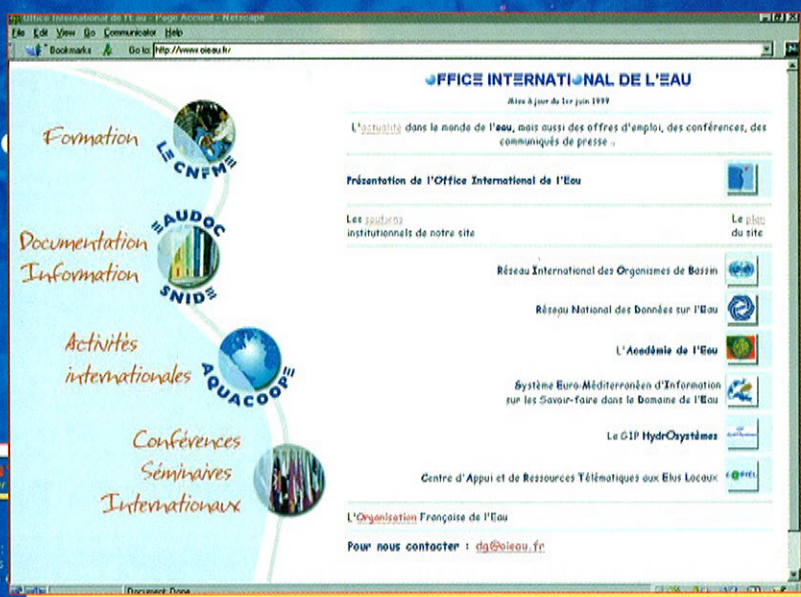 Office International de l'Eau - Page Accueil - Netscape
File Edit View Go Communicator Help
Bookmarks Go to: http://www.oieau.fr/
OFFICE INTERNATIONAL DE L'EAU
Mise à jour du 1er juin 1999
L'actualité dans le monde de l'eau, mais aussi des offres d'emploi, des conférences, des
communiqués de presse ..
Présentation de l'Office International de l'Eau
Les soutiens
institutionnels de notre site
Le plan
du site
Réseau International des Organismes de Bassin
Réseau National des Données sur l'Eau
L'Académie de l'Eau
Système Euro-Méditerranéen d'Information
sur les Savoir-faire dans le Domaine de l'Eau
Le GIP HydrOsystèmes
Centre d'Appui et de Ressources Télématiques aux Elus Locaux
L'Organisation Française de l'Eau
Pour nous contacter : dg@oieau.fr
Formation
LE CNFME
Documentation
Information
EAUDOC
SNIDE
Activités
internationales
AQUACOOPE
Conférences
Séminaires
Internationaux
Document: Done